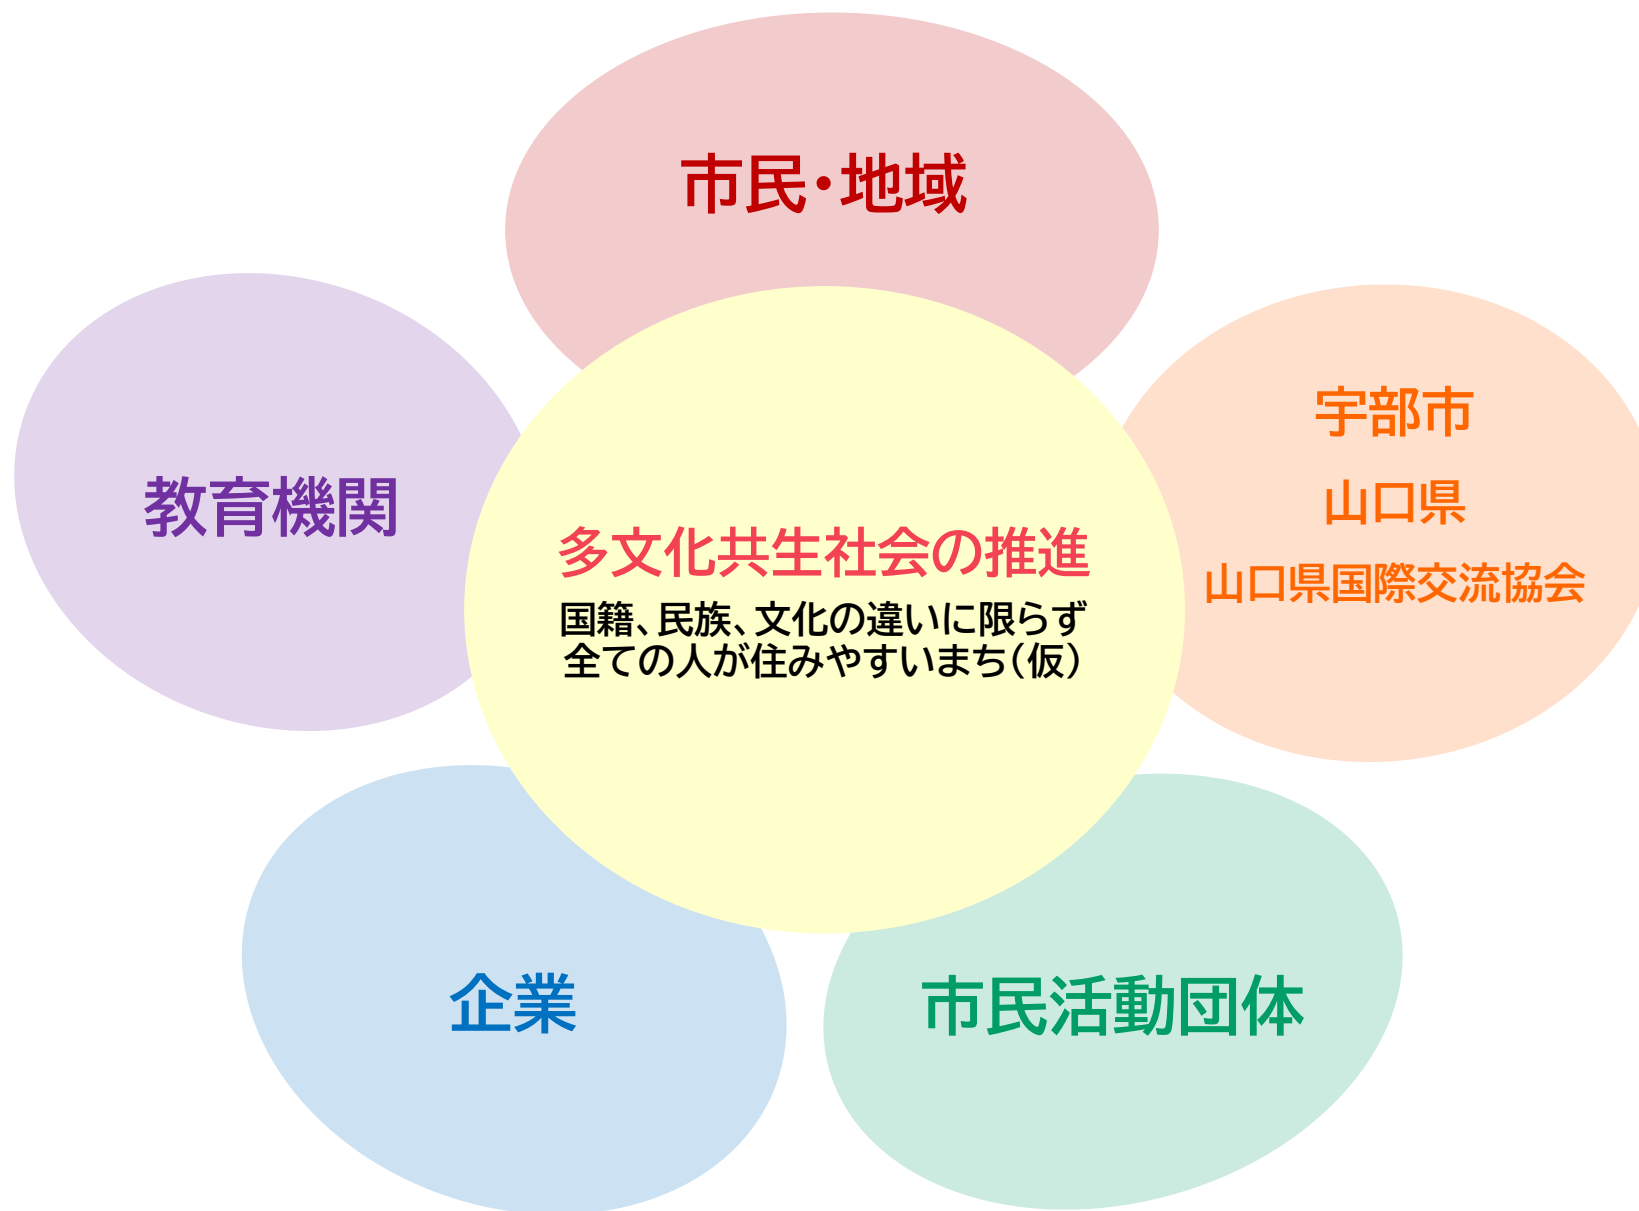 市民・地域
宇部市
山口県
山口県国際交流協会
教育機関
多文化共生社会の推進
国籍、民族、文化の違いに限らず
全ての人が住みやすいまち（仮）
企業
市民活動団体